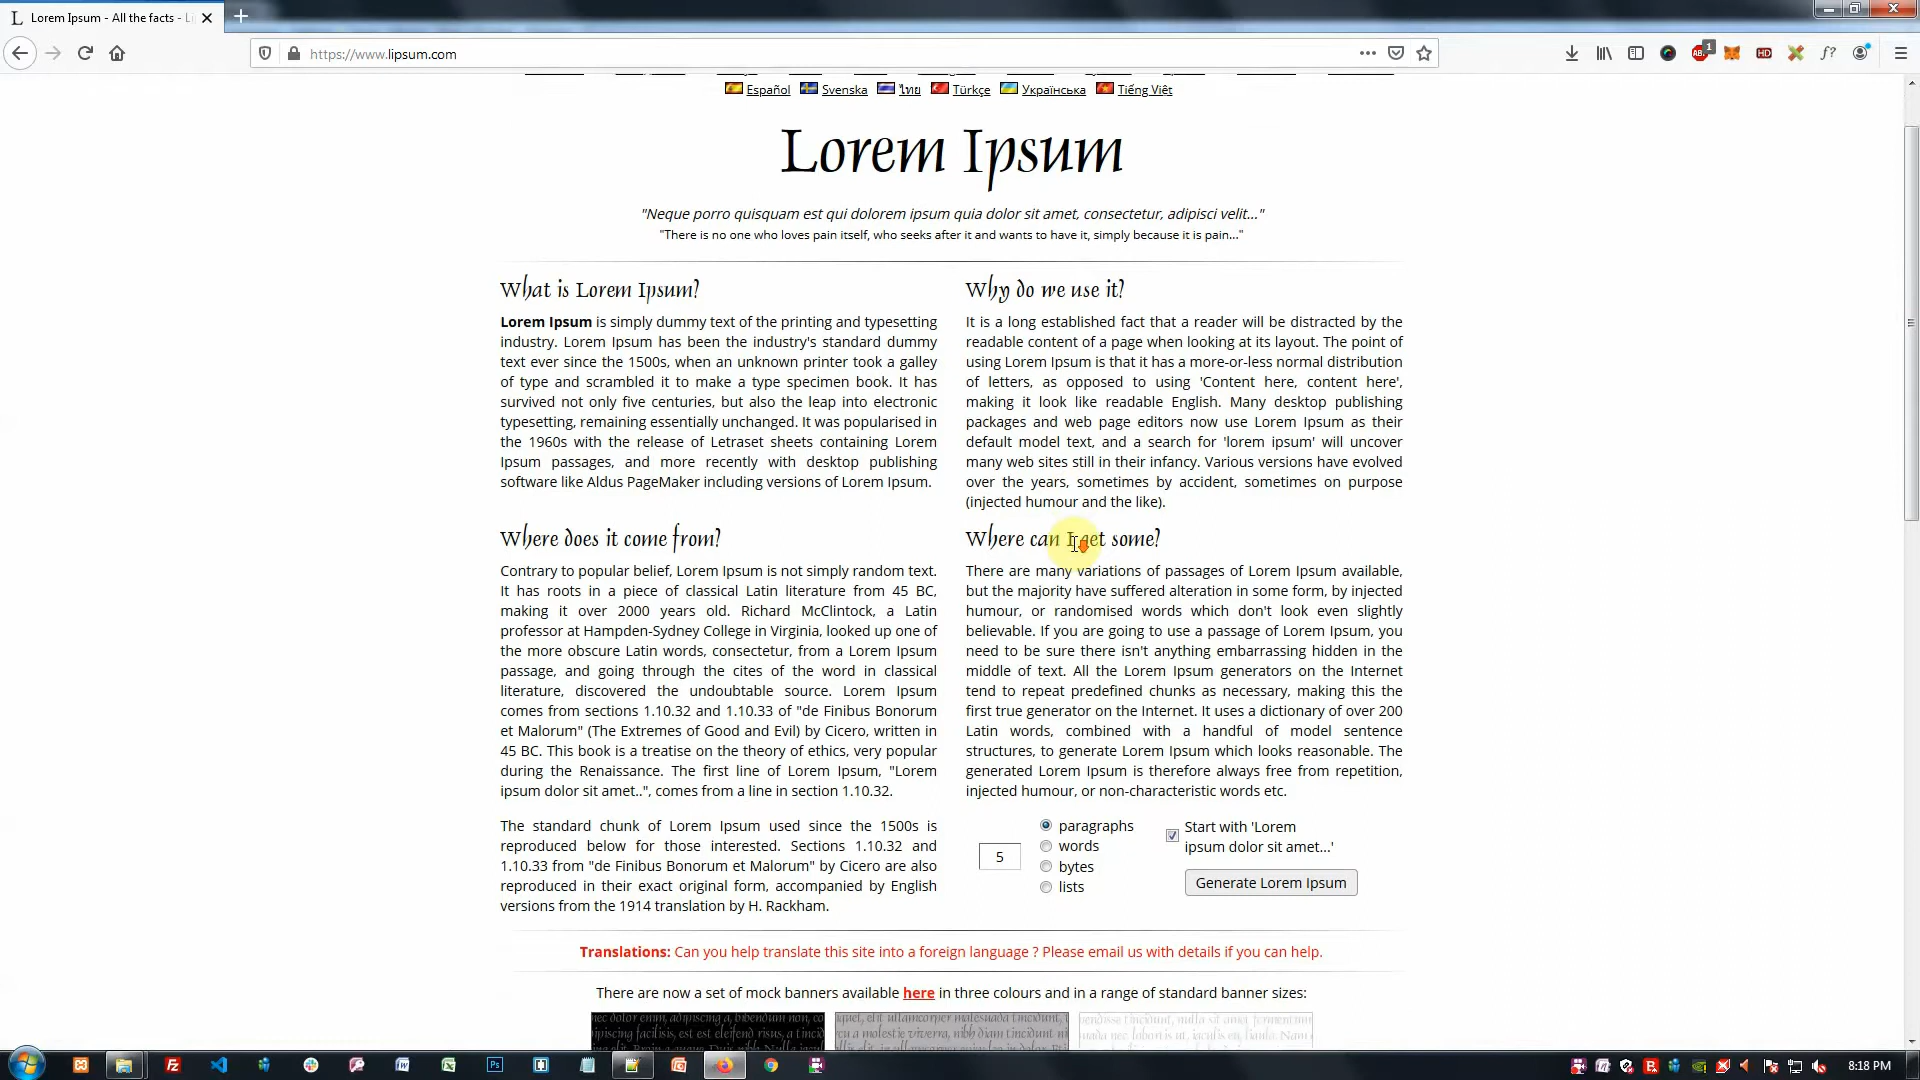 Lorem Ipsum - All the facts - Li
https://www.lipsum.com
1
HD
f?
Español Svenska ไทย Türkçe Українська Tiếng Việt
Lorem Ipsum
"Neque porro quisquam est qui dolorem ipsum quia dolor sit amet, consectetur, adipisci velit..."
"There is no one who loves pain itself, who seeks after it and wants to have it, simply because it is pain..."
What is Lorem Ipsum?
Lorem Ipsum is simply dummy text of the printing and typesetting
industry. Lorem Ipsum has been the industry's standard dummy
text ever since the 1500s, when an unknown printer took a galley
of type and scrambled it to make a type specimen book. It has
survived not only five centuries, but also the leap into electronic
typesetting, remaining essentially unchanged. It was popularised in
the 1960s with the release of Letraset sheets containing Lorem
Ipsum passages, and more recently with desktop publishing
software like Aldus PageMaker including versions of Lorem Ipsum.
Why do we use it?
It is a long established fact that a reader will be distracted by the
readable content of a page when looking at its layout. The point of
using Lorem Ipsum is that it has a more-or-less normal distribution
of letters, as opposed to using 'Content here, content here',
making it look like readable English. Many desktop publishing
packages and web page editors now use Lorem Ipsum as their
default model text, and a search for 'lorem ipsum' will uncover
many web sites still in their infancy. Various versions have evolved
over the years, sometimes by accident, sometimes on purpose
(injected humour and the like).
Where does it come from?
Contrary to popular belief, Lorem Ipsum is not simply random text.
It has roots in a piece of classical Latin literature from 45 BC,
making it over 2000 years old. Richard McClintock, a Latin
professor at Hampden-Sydney College in Virginia, looked up one of
the more obscure Latin words, consectetur, from a Lorem Ipsum
passage, and going through the cites of the word in classical
literature, discovered the undoubtable source. Lorem Ipsum
comes from sections 1.10.32 and 1.10.33 of "de Finibus Bonorum
et Malorum" (The Extremes of Good and Evil) by Cicero, written in
45 BC. This book is a treatise on the theory of ethics, very popular
during the Renaissance. The first line of Lorem Ipsum, "Lorem
ipsum dolor sit amet..", comes from a line in section 1.10.32.
The standard chunk of Lorem Ipsum used since the 1500s is
reproduced below for those interested. Sections 1.10.32 and
1.10.33 from "de Finibus Bonorum et Malorum" by Cicero are also
reproduced in their exact original form, accompanied by English
versions from the 1914 translation by H. Rackham.
Where can I get some?
There are many variations of passages of Lorem Ipsum available,
but the majority have suffered alteration in some form, by injected
humour, or randomised words which don't look even slightly
believable. If you are going to use a passage of Lorem Ipsum, you
need to be sure there isn't anything embarrassing hidden in the
middle of text. All the Lorem Ipsum generators on the Internet
tend to repeat predefined chunks as necessary, making this the
first true generator on the Internet. It uses a dictionary of over 200
Latin words, combined with a handful of model sentence
structures, to generate Lorem Ipsum which looks reasonable. The
generated Lorem Ipsum is therefore always free from repetition,
injected humour, or non-characteristic words etc.
5
paragraphs
words
bytes
lists
Start with 'Lorem
ipsum dolor sit amet...'
Generate Lorem Ipsum
Translations: Can you help translate this site into a foreign language ? Please email us with details if you can help.
There are now a set of mock banners available here in three colours and in a range of standard banner sizes:
8:18 PM